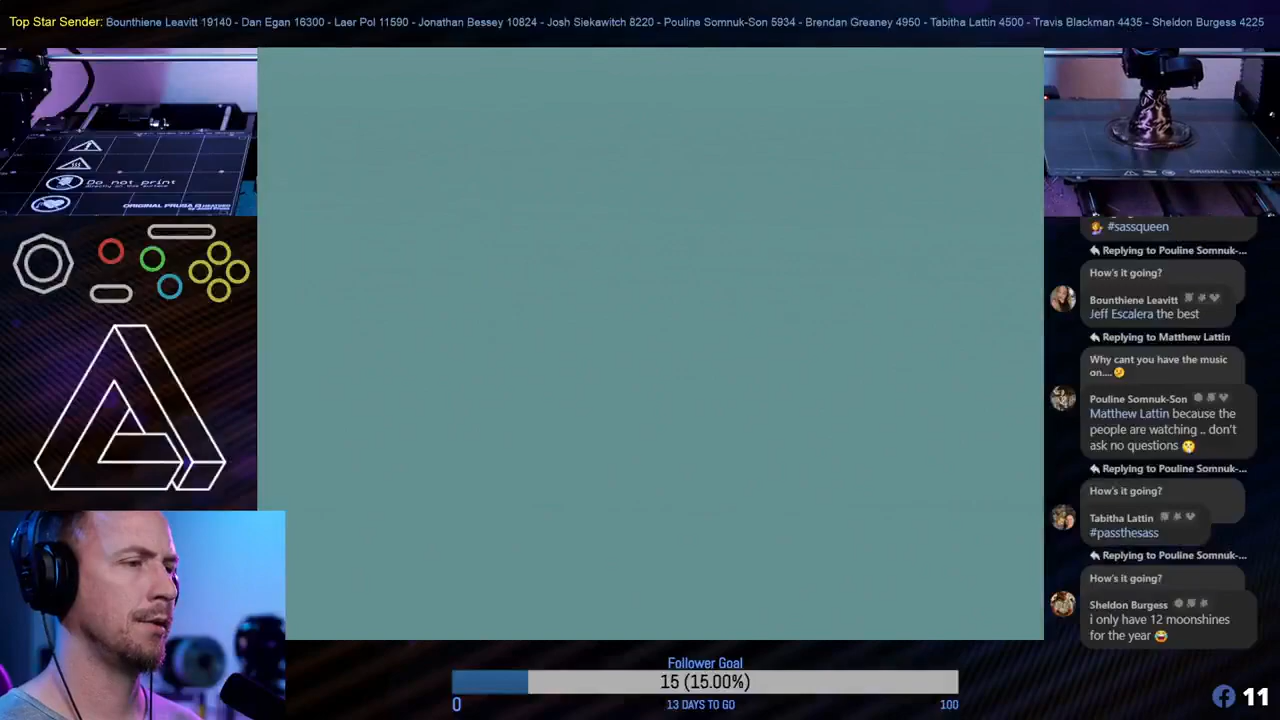 Top Star Sender: Bounthiene Leavitt 19140 - Dan Egan 16300 - Laer Pol 11590 - Jonathan Bessey 10824 - Josh Siekawitch 8220 - Pouline Somnuk-Son 5934 - Brendan Greaney 4950 - Tabitha Lattin 4500 - Travis Blackman 4435 - Sheldon Burgess 4225
Do not print
directly on this surface
ORIGINAL PRUSA
ORIGINAL PRUSA
#sassqueen
Replying to Pouline Somnuk-...
How's it going?
Bounthiene Leavitt
Jeff Escalera the best
Replying to Matthew Lattin
Why cant you have the music
on....🤔
Pouline Somnuk-Son
Matthew Lattin because the
people are watching .. don't
ask no questions 🤫
Replying to Pouline Somnuk-...
How's it going?
Tabitha Lattin
#passthesass
Replying to Pouline Somnuk-...
How's it going?
Sheldon Burgess
i only have 12 moonshines
for the year 😂
Follower Goal
15 (15.00%)
0
13 DAYS TO GO
100
11